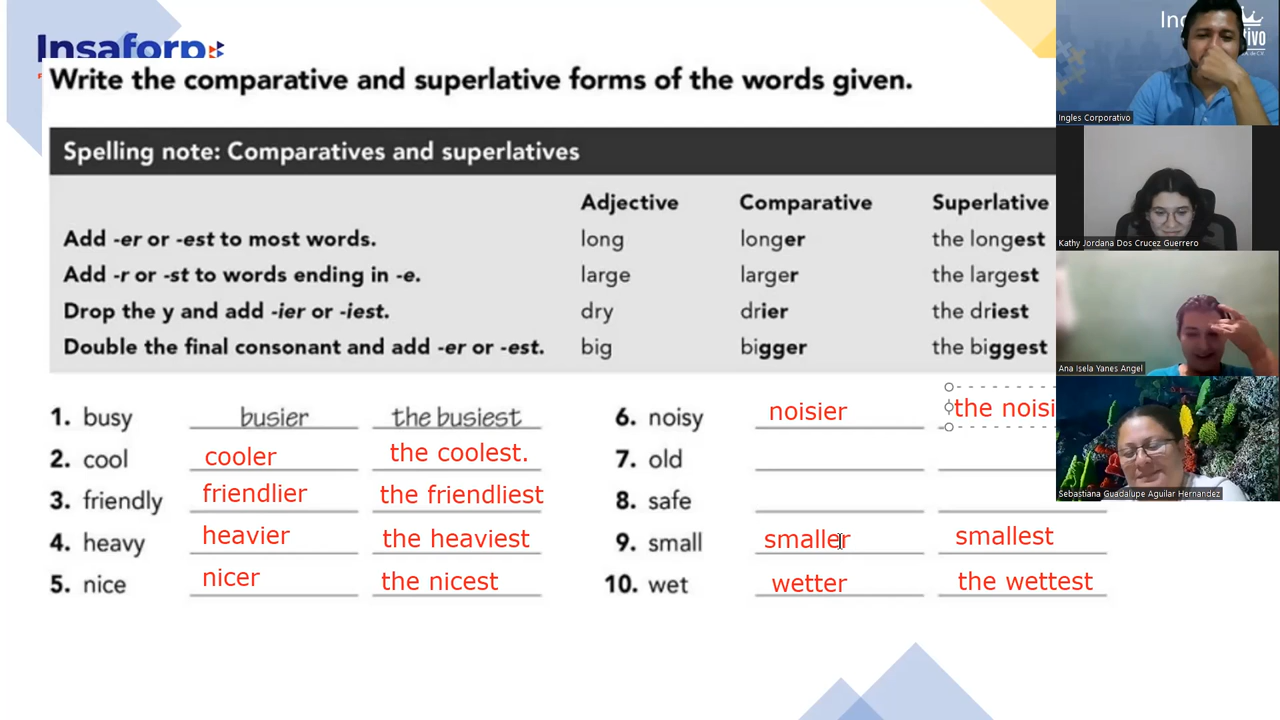 Insaforp
Write the comparative and superlative forms of the words given.
Spelling note: Comparatives and superlatives
Adjective Comparative Superlative
Add -er or -est to most words. long longer the longest
Add -r or -st to words ending in -e. large larger the largest
Drop the y and add -ier or -iest. dry drier the driest
Double the final consonant and add -er or -est. big bigger the biggest
1. busy busier the busiest
2. cool cooler the coolest.
3. friendly friendlier the friendliest
4. heavy heavier the heaviest
5. nice nicer the nicest
6. noisy noisier the noisi
7. old
8. safe
9. small smaller smallest
10. wet wetter the wettest
Ingles Corporativo
Kathy Jordana Dos Crucez Guerrero
Ana Isela Yanes Angel
Sebastiana Guadalupe Aguilar Hernandez